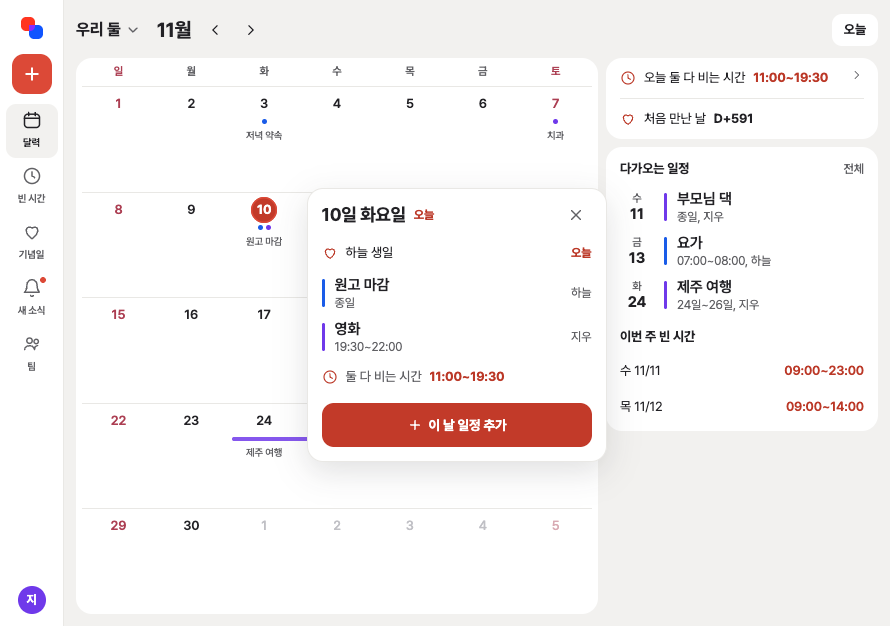 우리 둘
11월
오늘
달력
빈 시간
기념일
새 소식
팀
지
일 월 화 수 목 금 토
1 2 3 4 5 6 7
저녁 약속
치과
8 9 10
원고 마감
15 16 17
22 23 24
제주 여행
29 30 1 2 3 4 5
10일 화요일 오늘
하늘 생일 오늘
원고 마감
종일
하늘
영화
19:30~22:00
지우
둘 다 비는 시간 11:00~19:30
이 날 일정 추가
오늘 둘 다 비는 시간 11:00~19:30
처음 만난 날 D+591
다가오는 일정 전체
수
11
부모님 댁
종일, 지우
금
13
요가
07:00~08:00, 하늘
화
24
제주 여행
24일~26일, 지우
이번 주 빈 시간
수 11/11 09:00~23:00
목 11/12 09:00~14:00